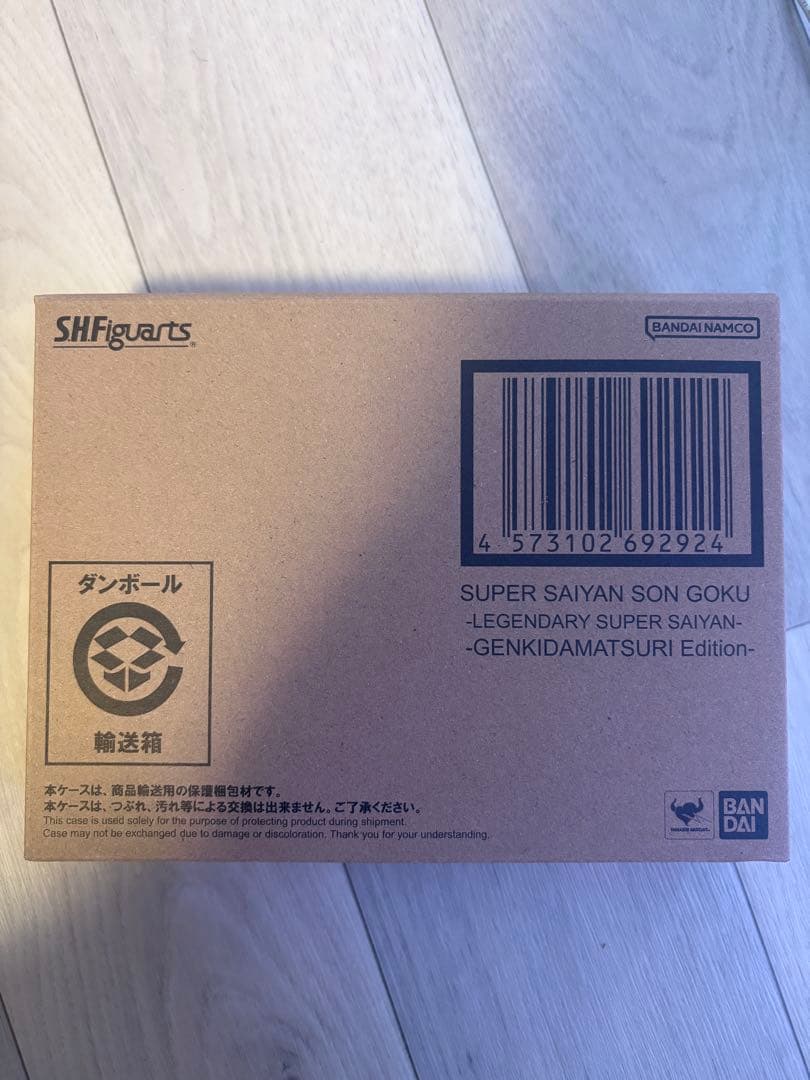 S.H.Figuarts
BANDAI NAMCO
4 573102 692924
SUPER SAIYAN SON GOKU
-LEGENDARY SUPER SAIYAN-
-GENKIDAMATSURI Edition-
ダンボール
輸送箱
本ケースは、商品輸送用の保護梱包材です。
本ケースは、つぶれ、汚れ等による交換は出来ません。ご了承ください。
This case is used solely for the purpose of protecting product during shipment.
Case may not be exchanged due to damage or discoloration. Thank you for your understanding.
BAN
DAI